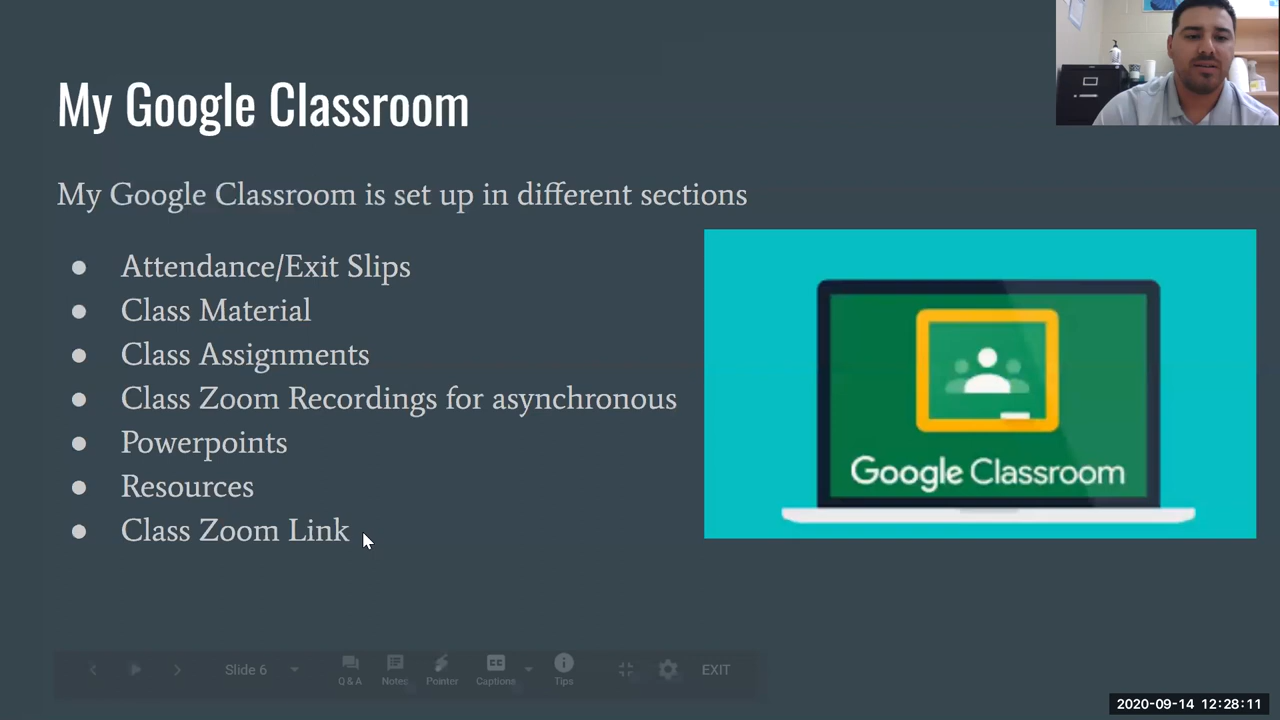 My Google Classroom
My Google Classroom is set up in different sections
● Attendance/Exit Slips
● Class Material
● Class Assignments
● Class Zoom Recordings for asynchronous
● Powerpoints
● Resources
● Class Zoom Link
Google Classroom
Slide 6
CC
Q & A
Notes
Pointer
Captions
Tips
EXIT
2020-09-14 12:28:11